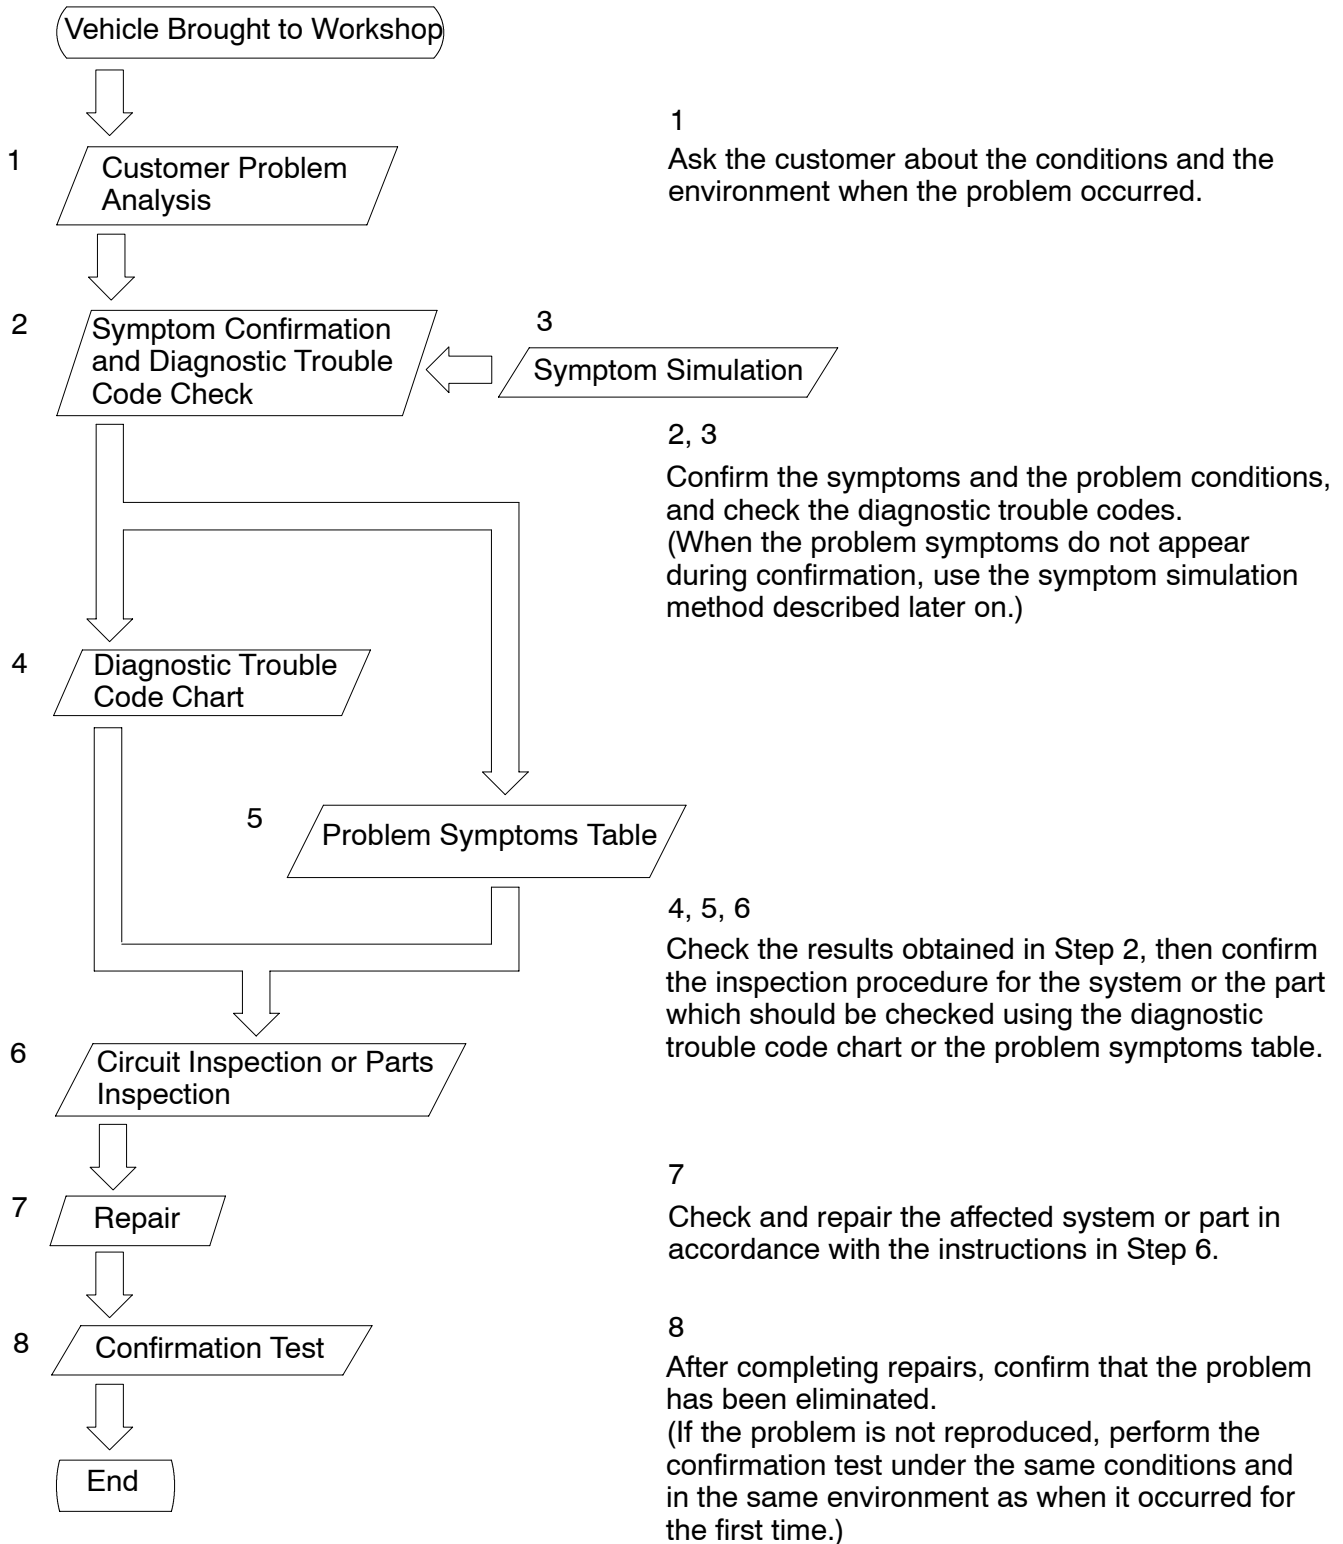 Vehicle Brought to Workshop
1
Customer Problem
Analysis
1
Ask the customer about the conditions and the
environment when the problem occurred.
2
Symptom Confirmation
and Diagnostic Trouble
Code Check
3
Symptom Simulation
2, 3
Confirm the symptoms and the problem conditions,
and check the diagnostic trouble codes.
(When the problem symptoms do not appear
during confirmation, use the symptom simulation
method described later on.)
4
Diagnostic Trouble
Code Chart
5
Problem Symptoms Table
4, 5, 6
Check the results obtained in Step 2, then confirm
the inspection procedure for the system or the part
which should be checked using the diagnostic
trouble code chart or the problem symptoms table.
6
Circuit Inspection or Parts
Inspection
7
Repair
7
Check and repair the affected system or part in
accordance with the instructions in Step 6.
8
Confirmation Test
8
After completing repairs, confirm that the problem
has been eliminated.
(If the problem is not reproduced, perform the
confirmation test under the same conditions and
in the same environment as when it occurred for
the first time.)
End